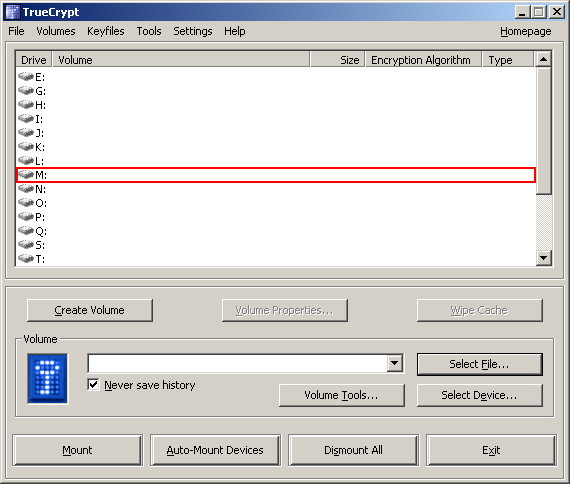 TrueCrypt
File Volumes Keyfiles Tools Settings Help Homepage
Drive Volume Size Encryption Algorithm Type
E:
G:
H:
I:
J:
K:
L:
M:
N:
O:
P:
Q:
S:
T:
Create Volume Volume Properties... Wipe Cache
Volume
Select File...
Never save history
Volume Tools... Select Device...
Mount Auto-Mount Devices Dismount All Exit